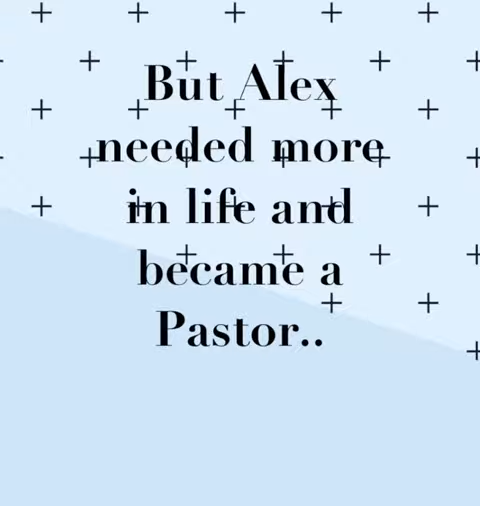 But Alex
needed more
in life and
became a
Pastor..